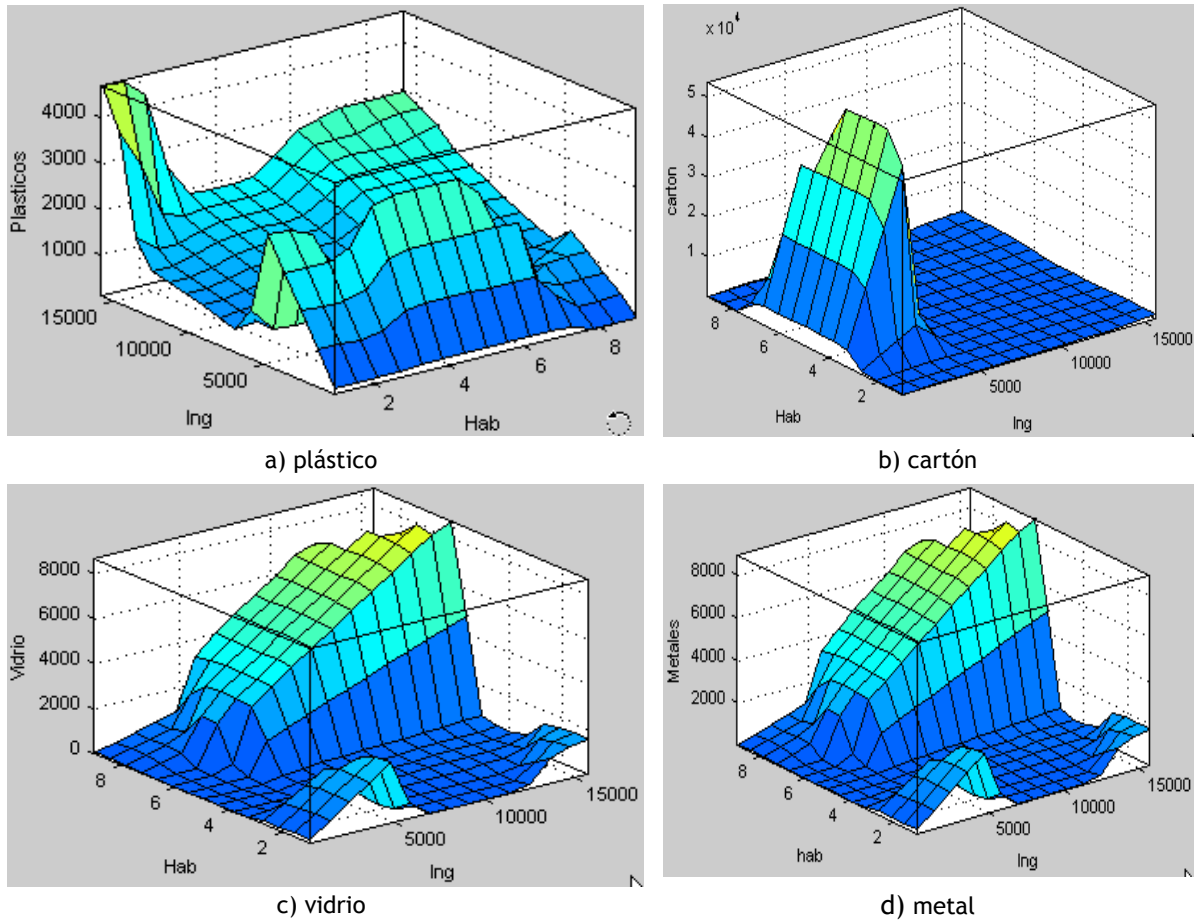 4000
3000
2000
1000
Plasticos
15000
10000
5000
Ing
2
4
6
8
Hab
a) plástico
x 10⁴
5
4
3
2
1
carton
8
6
4
2
Hab
5000
10000
15000
Ing
b) cartón
8000
6000
4000
2000
0
Vidrio
8
6
4
2
Hab
5000
10000
15000
Ing
c) vidrio
8000
6000
4000
2000
Metales
8
6
4
2
hab
5000
10000
15000
Ing
d) metal